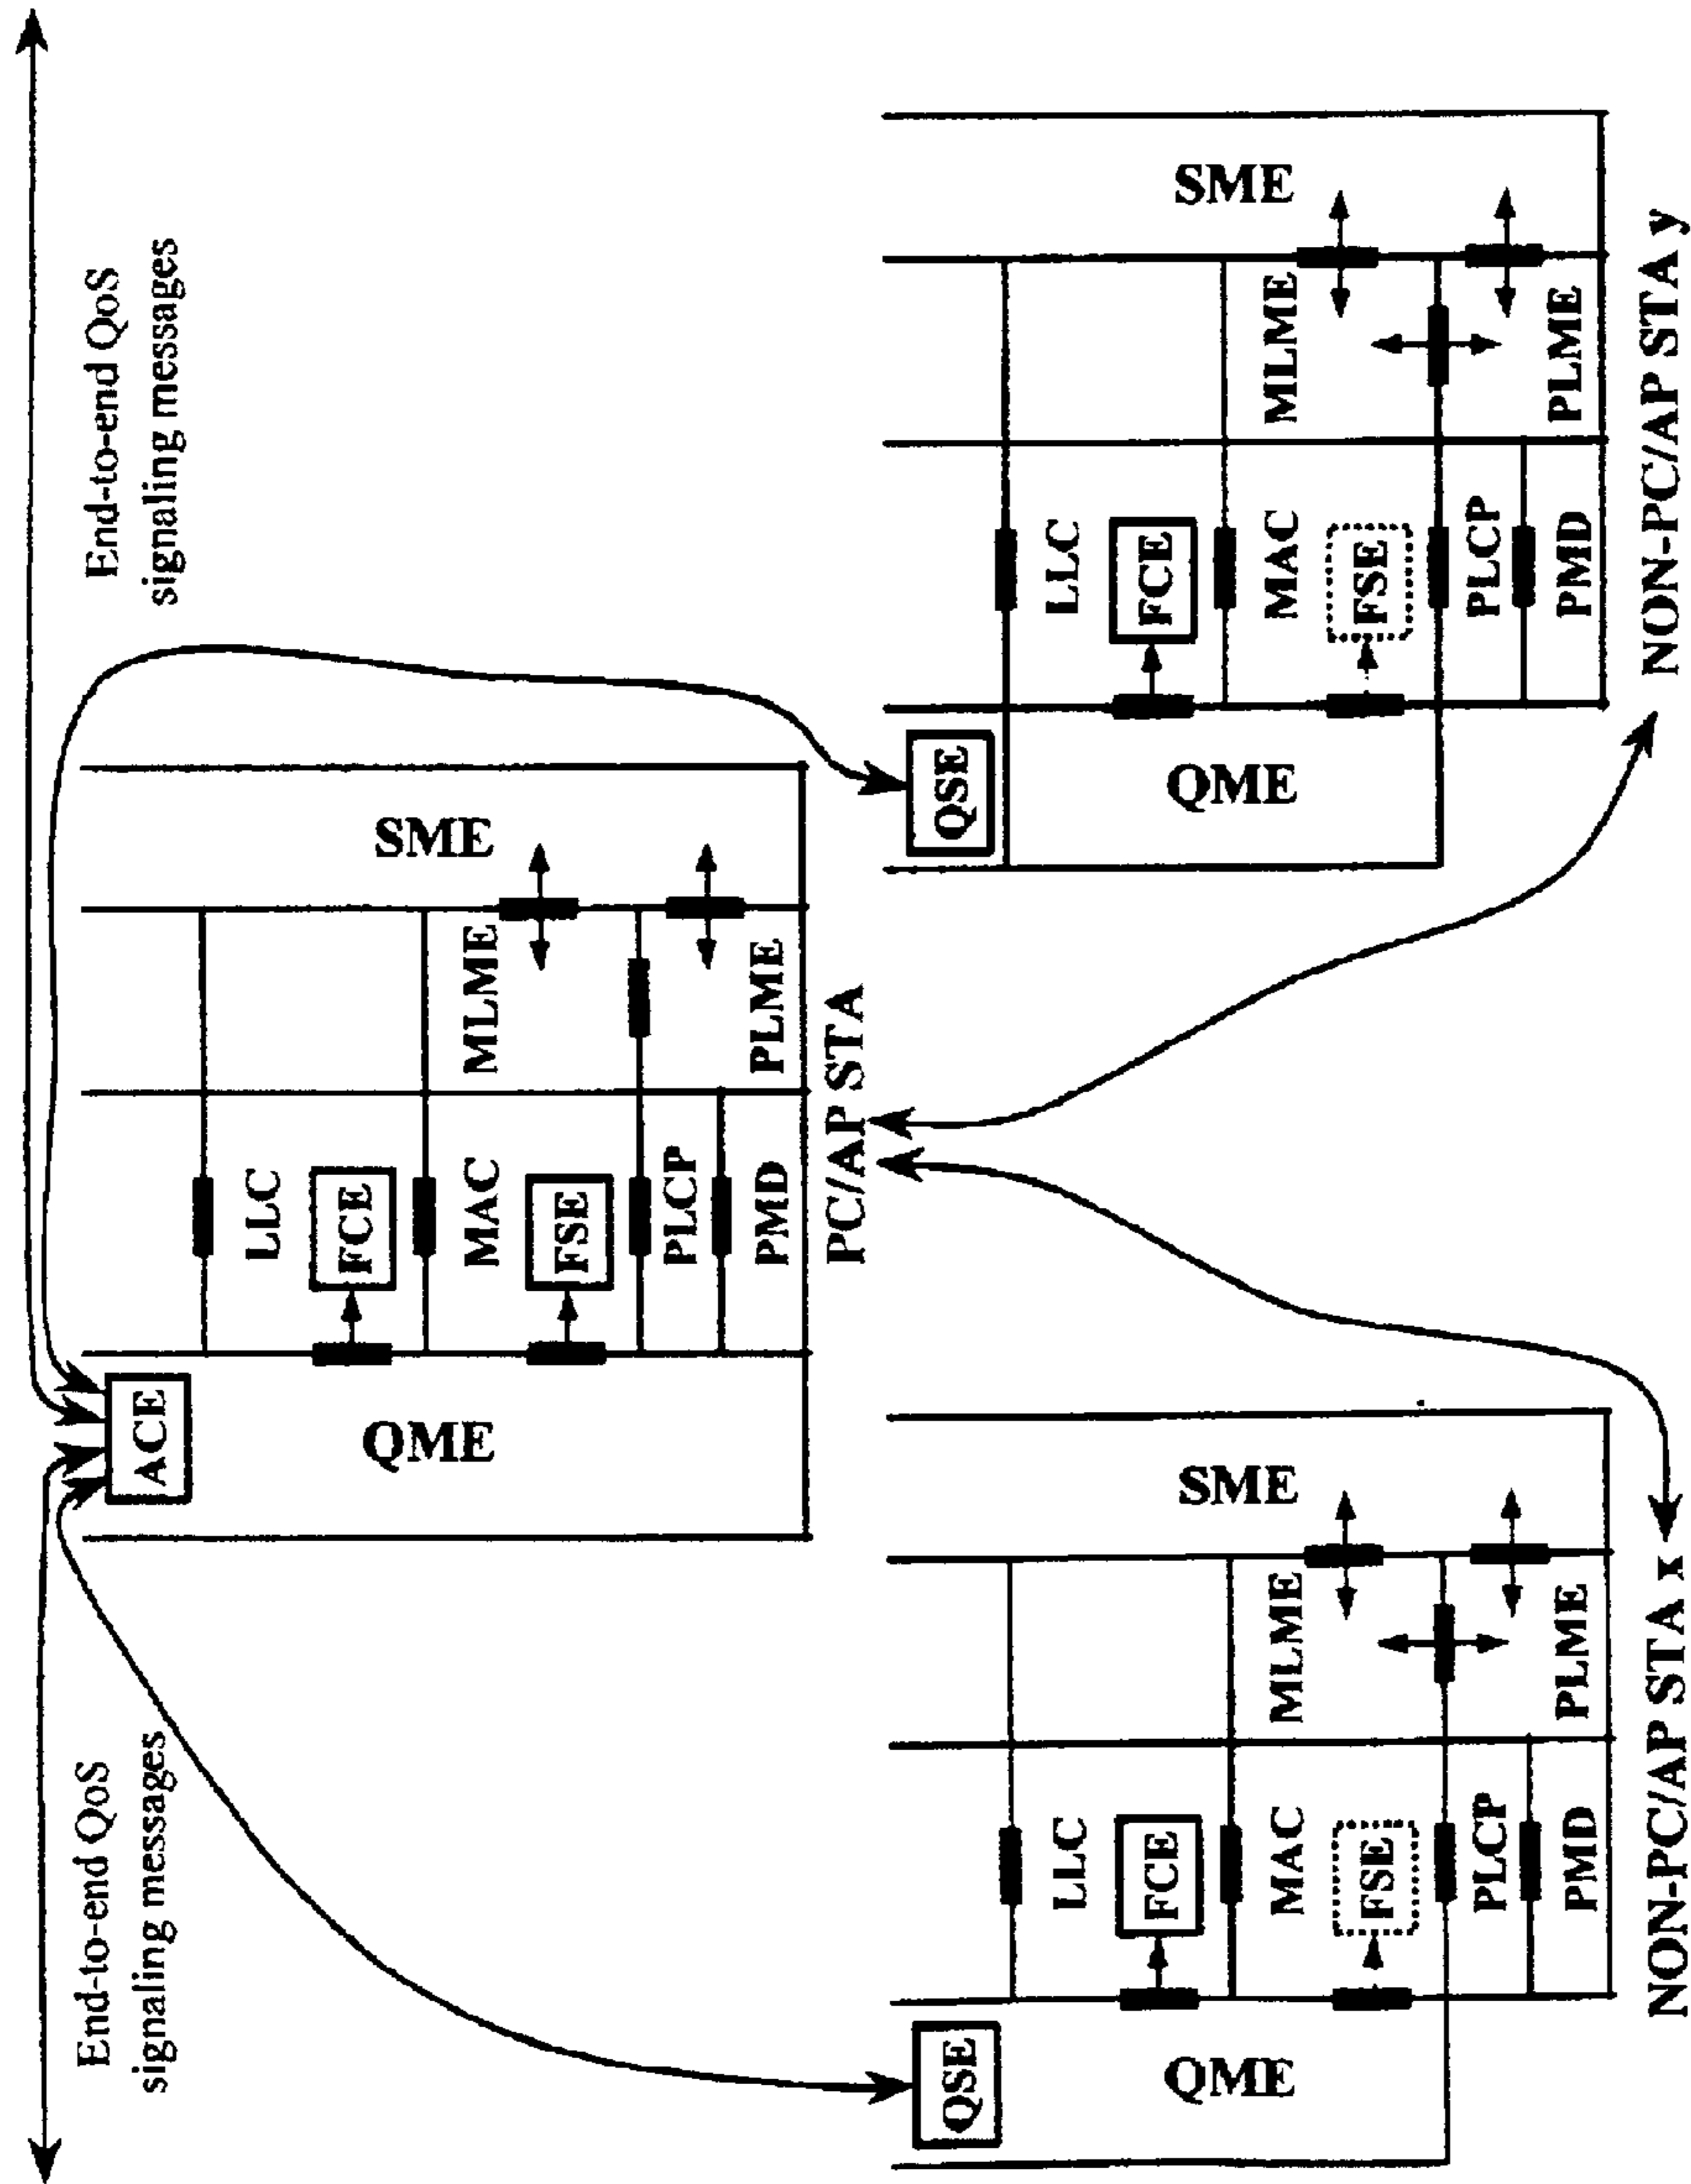 End-to-end QoS
signaling messages
End-to-end QoS
signaling messages
ACE
QME
LLC
FCE
MAC
FSE
PLCP
PMD
MLME
PLME
SME
PC/AP STA
QSE
QME
LLC
FCE
MAC
FSE
PLCP
PMD
MLME
PLME
SME
NON-PC/AP STA x
QSE
QME
LLC
FCE
MAC
FSE
PLCP
PMD
MLME
PLME
SME
NON-PC/AP STA y